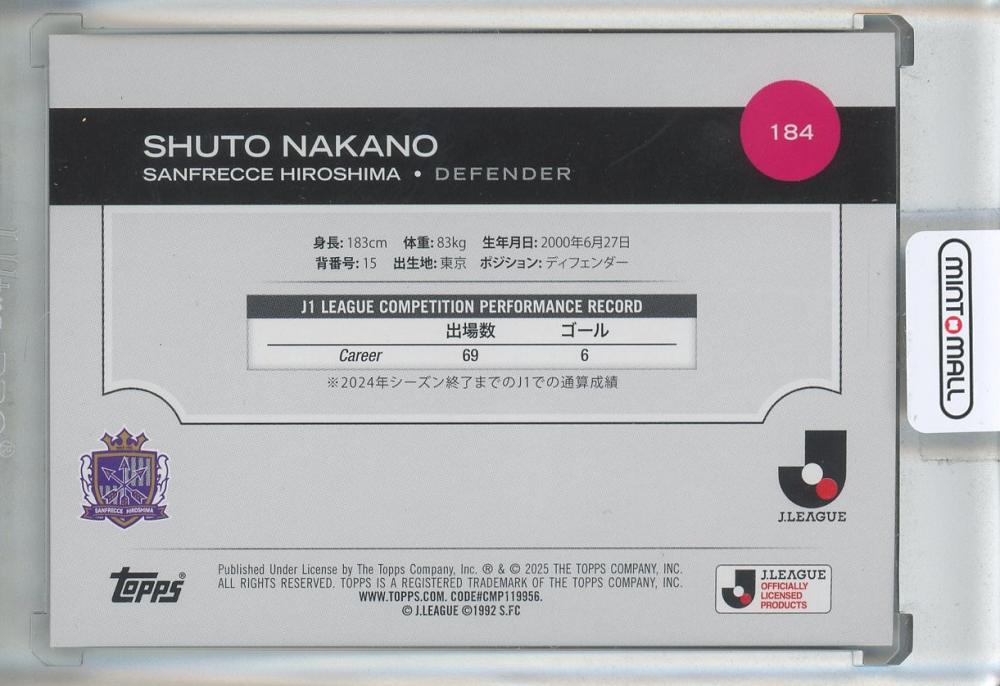 SHUTO NAKANO
SANFRECCE HIROSHIMA • DEFENDER
184
身長: 183cm 体重: 83kg 生年月日: 2000年6月27日
背番号: 15 出生地: 東京 ポジション: ディフェンダー
J1 LEAGUE COMPETITION PERFORMANCE RECORD
出場数 ゴール
Career 69 6
※2024年シーズン終了までのJ1での通算成績
SANFRECCE HIROSHIMA
J.LEAGUE
topps®
Published Under License by The Topps Company, Inc. ® & © 2025 THE TOPPS COMPANY, INC.
ALL RIGHTS RESERVED. TOPPS IS A REGISTERED TRADEMARK OF THE TOPPS COMPANY, INC.
WWW.TOPPS.COM. CODE#CMP119956.
© J.LEAGUE ©1992 S.FC
J.LEAGUE
OFFICIALLY
LICENSED
PRODUCTS
MINT MALL